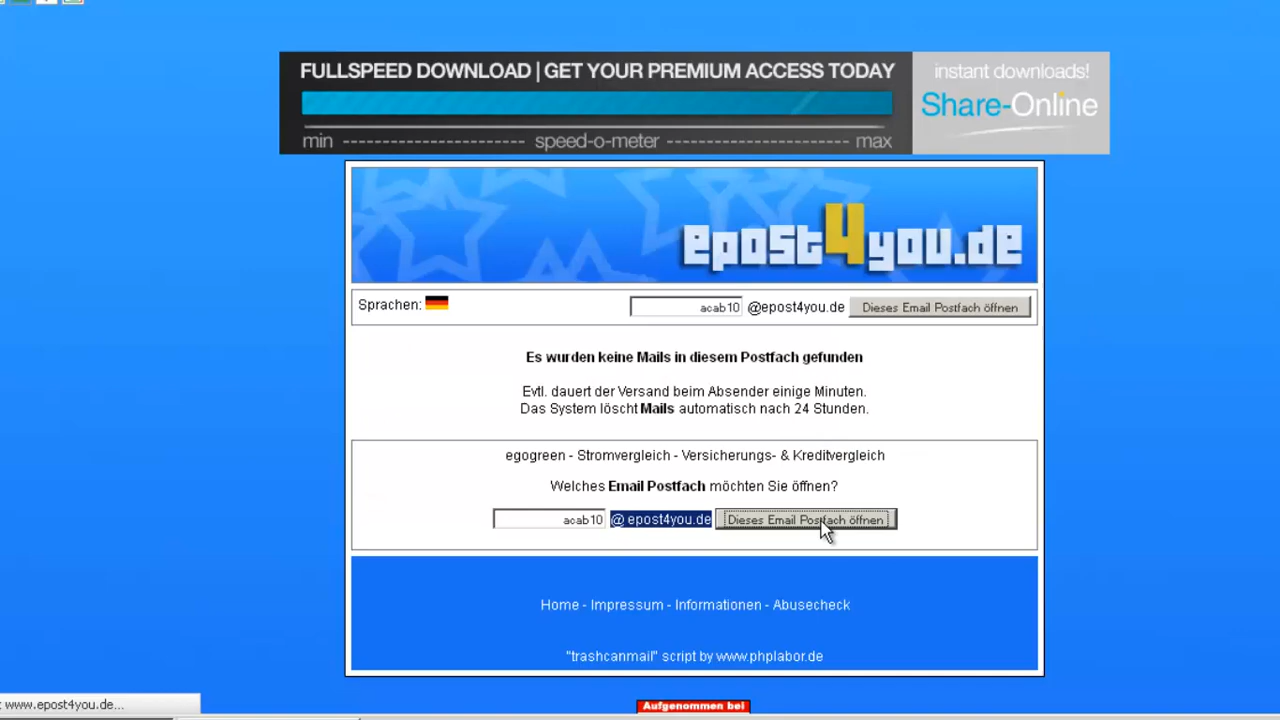 FULLSPEED DOWNLOAD | GET YOUR PREMIUM ACCESS TODAY
instant downloads!
Share-Online
min ----------------------- speed-o-meter ------------------------ max
epost4you.de
Sprachen:
acab10 @epost4you.de Dieses Email Postfach öffnen
Es wurden keine Mails in diesem Postfach gefunden
Evtl. dauert der Versand beim Absender einige Minuten.
Das System löscht Mails automatisch nach 24 Stunden.
egogreen - Stromvergleich - Versicherungs- & Kreditvergleich
Welches Email Postfach möchten Sie öffnen?
acab10 @ epost4you.de Dieses Email Postfach öffnen
Home - Impressum - Informationen - Abusecheck
"trashcanmail" script by www.phplabor.de
www.epost4you.de...
Aufgenommen bei